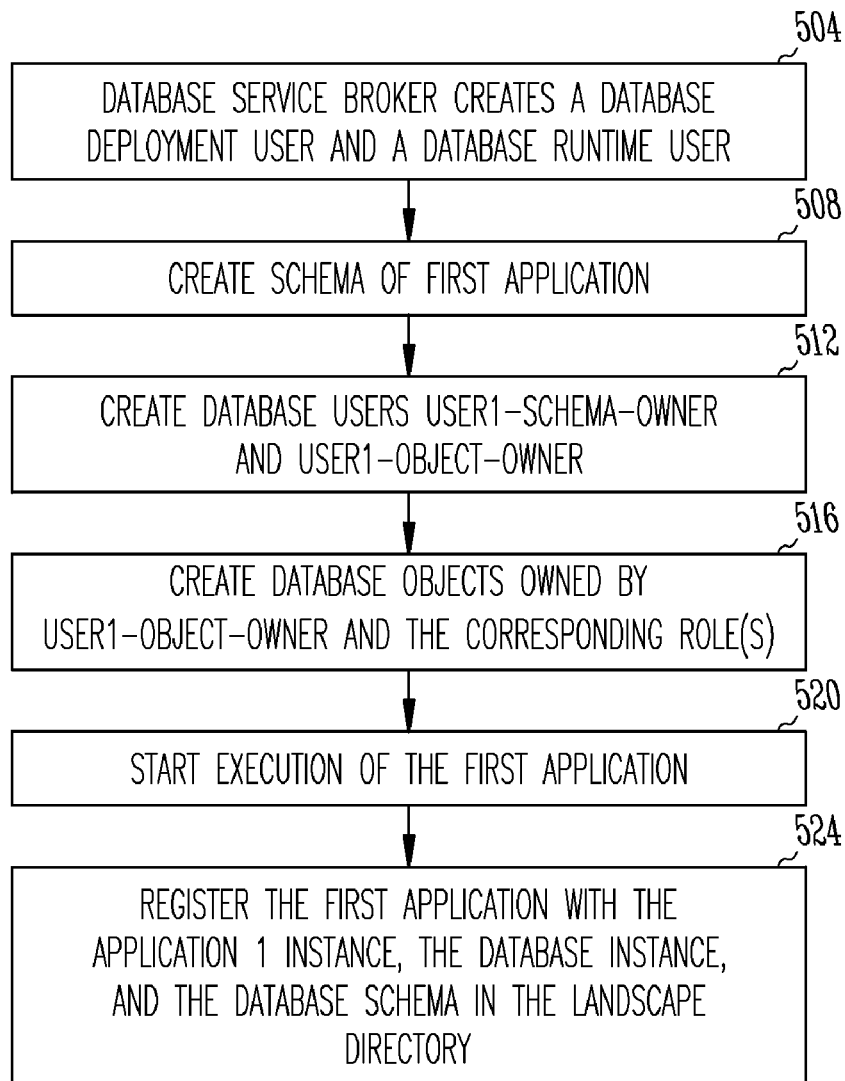 504
DATABASE SERVICE BROKER CREATES A DATABASE
DEPLOYMENT USER AND A DATABASE RUNTIME USER
508
CREATE SCHEMA OF FIRST APPLICATION
512
CREATE DATABASE USERS USER1-SCHEMA-OWNER
AND USER1-OBJECT-OWNER
516
CREATE DATABASE OBJECTS OWNED BY
USER1-OBJECT-OWNER AND THE CORRESPONDING ROLE(S)
520
START EXECUTION OF THE FIRST APPLICATION
524
REGISTER THE FIRST APPLICATION WITH THE
APPLICATION 1 INSTANCE, THE DATABASE INSTANCE,
AND THE DATABASE SCHEMA IN THE LANDSCAPE
DIRECTORY